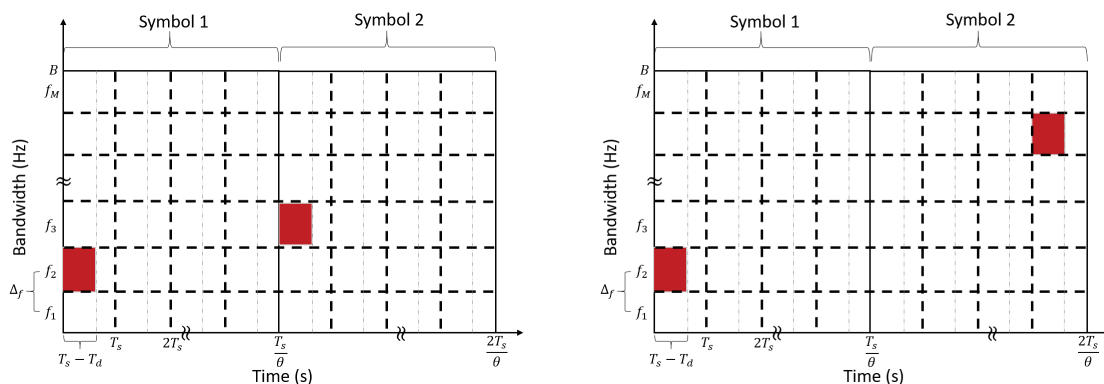 Symbol 1
Symbol 2
B
f_M
f_3
f_2
Δ_f
f_1
Bandwidth (Hz)
≈
T_s − T_d
T_s
2T_s
T_s/θ
2T_s/θ
Time (s)
Symbol 1
Symbol 2
B
f_M
f_3
f_2
Δ_f
f_1
Bandwidth (Hz)
≈
T_s − T_d
T_s
2T_s
T_s/θ
2T_s/θ
Time (s)